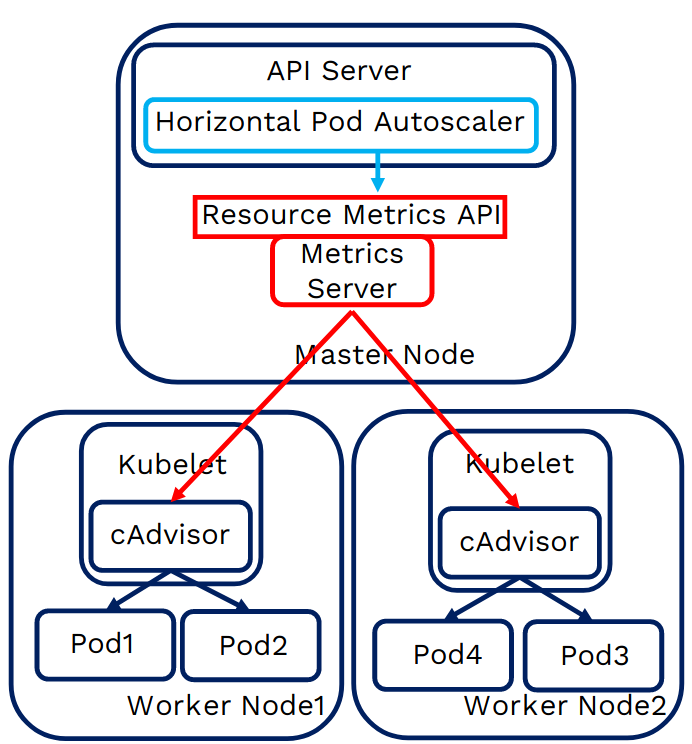 API Server
Horizontal Pod Autoscaler
Resource Metrics API
Metrics
Server
Master Node
Kubelet
cAdvisor
Pod1
Pod2
Worker Node1
Kubelet
cAdvisor
Pod4
Pod3
Worker Node2